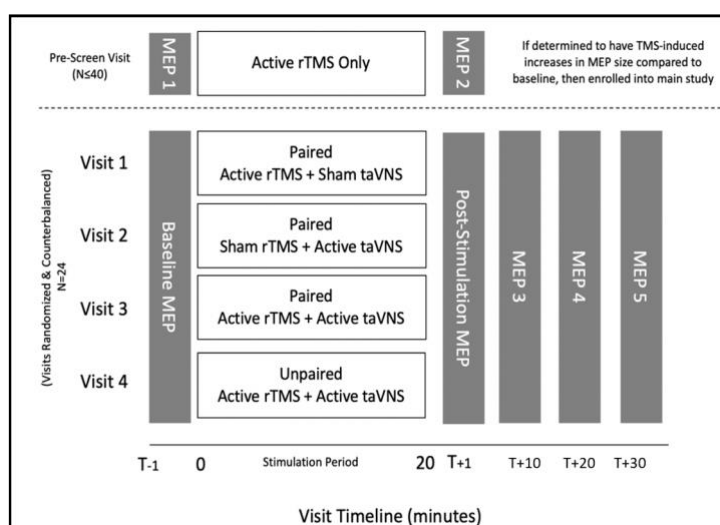 Pre-Screen Visit
(N≤40)
MEP 1
Active rTMS Only
MEP 2
If determined to have TMS-induced
increases in MEP size compared to
baseline, then enrolled into main study
(Visits Randomized & Counterbalanced)
N=24
Visit 1
Visit 2
Visit 3
Visit 4
Baseline MEP
Paired
Active rTMS + Sham taVNS
Paired
Sham rTMS + Active taVNS
Paired
Active rTMS + Active taVNS
Unpaired
Active rTMS + Active taVNS
Post-Stimulation MEP
MEP 3
MEP 4
MEP 5
T-1 0 Stimulation Period 20 T+1 T+10 T+20 T+30
Visit Timeline (minutes)